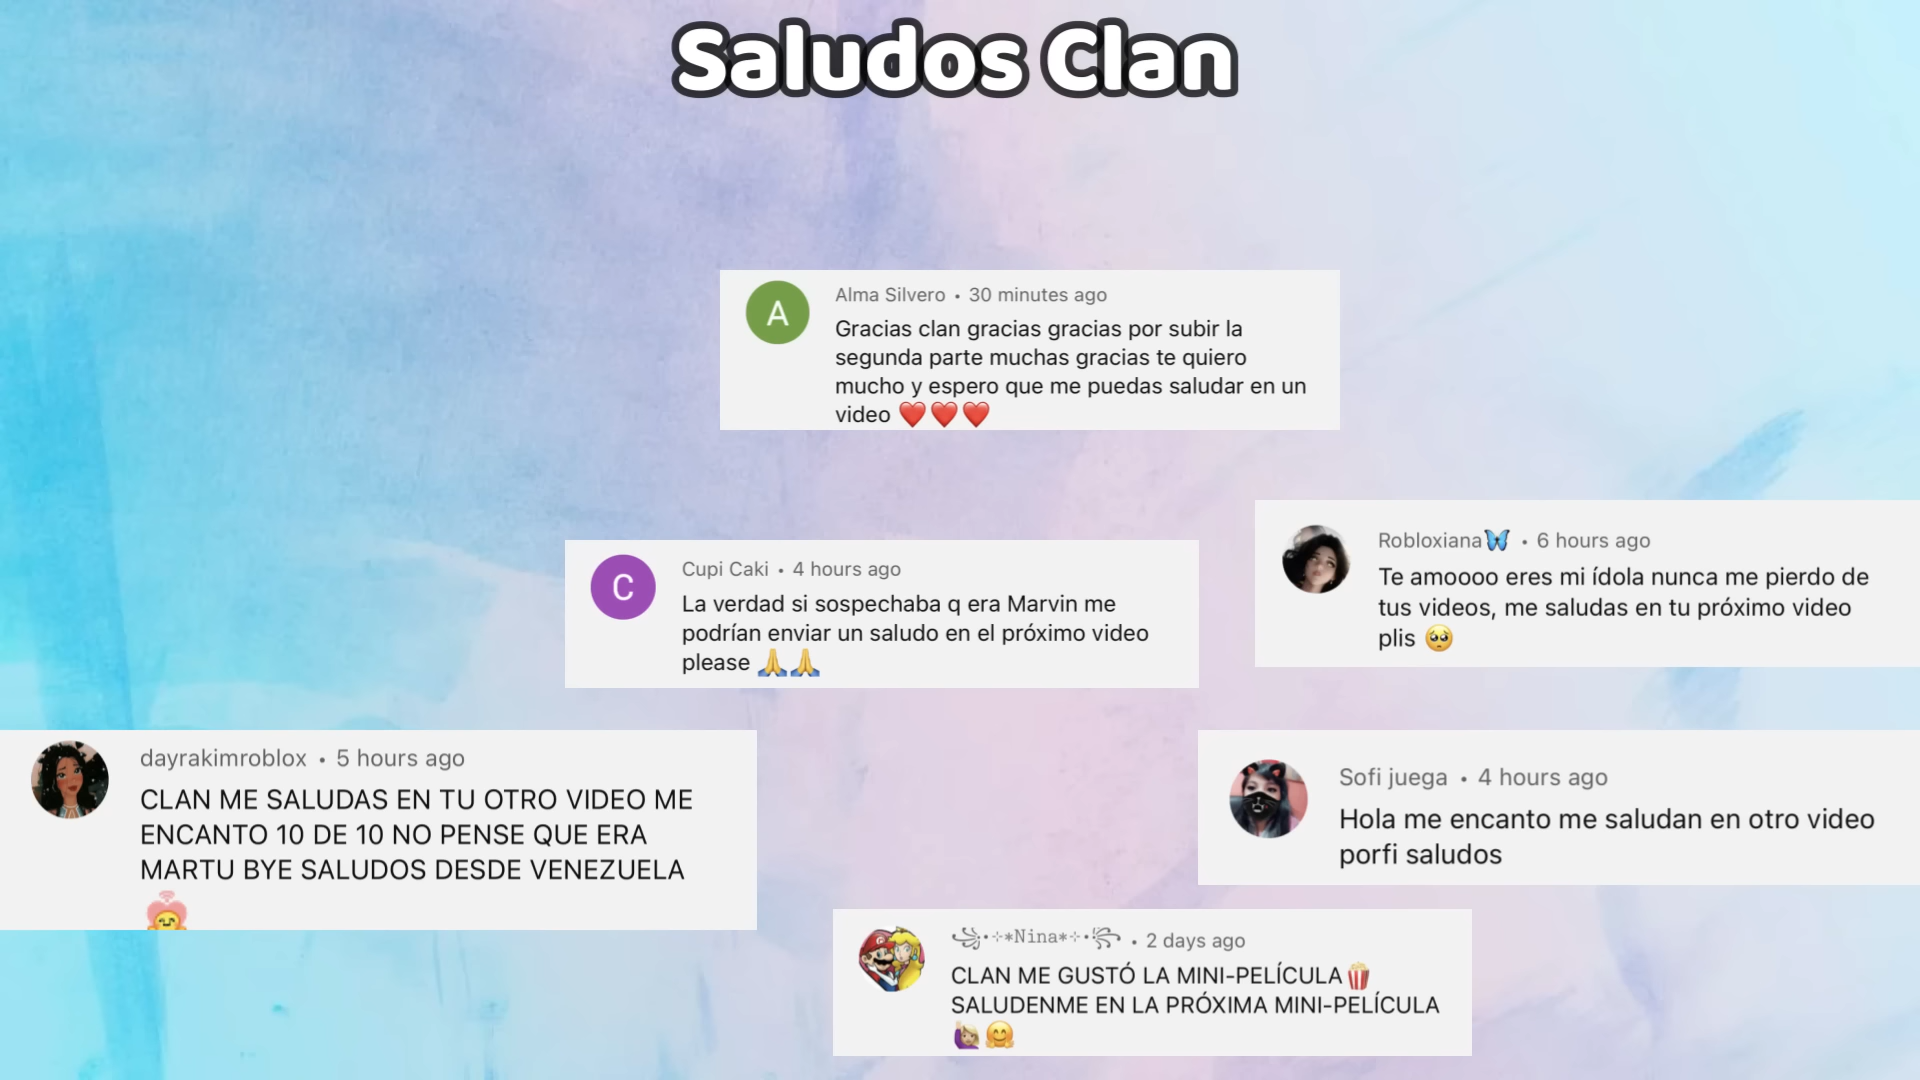 Saludos Clan
A
Alma Silvero • 30 minutes ago
Gracias clan gracias gracias por subir la
segunda parte muchas gracias te quiero
mucho y espero que me puedas saludar en un
video ❤️❤️❤️
C
Cupi Caki • 4 hours ago
La verdad si sospechaba q era Marvin me
podrían enviar un saludo en el próximo video
please 🙏🙏
Robloxiana🦋 • 6 hours ago
Te amoooo eres mi ídola nunca me pierdo de
tus videos, me saludas en tu próximo video
plis 🥺
dayrakimroblox • 5 hours ago
CLAN ME SALUDAS EN TU OTRO VIDEO ME
ENCANTO 10 DE 10 NO PENSE QUE ERA
MARTU BYE SALUDOS DESDE VENEZUELA
Sofi juega • 4 hours ago
Hola me encanto me saludan en otro video
porfi saludos
꧁•⊹٭Nina٭⊹•꧂ • 2 days ago
CLAN ME GUSTÓ LA MINI-PELÍCULA🍿
SALUDENME EN LA PRÓXIMA MINI-PELÍCULA
🙋🏼‍♀️🤗